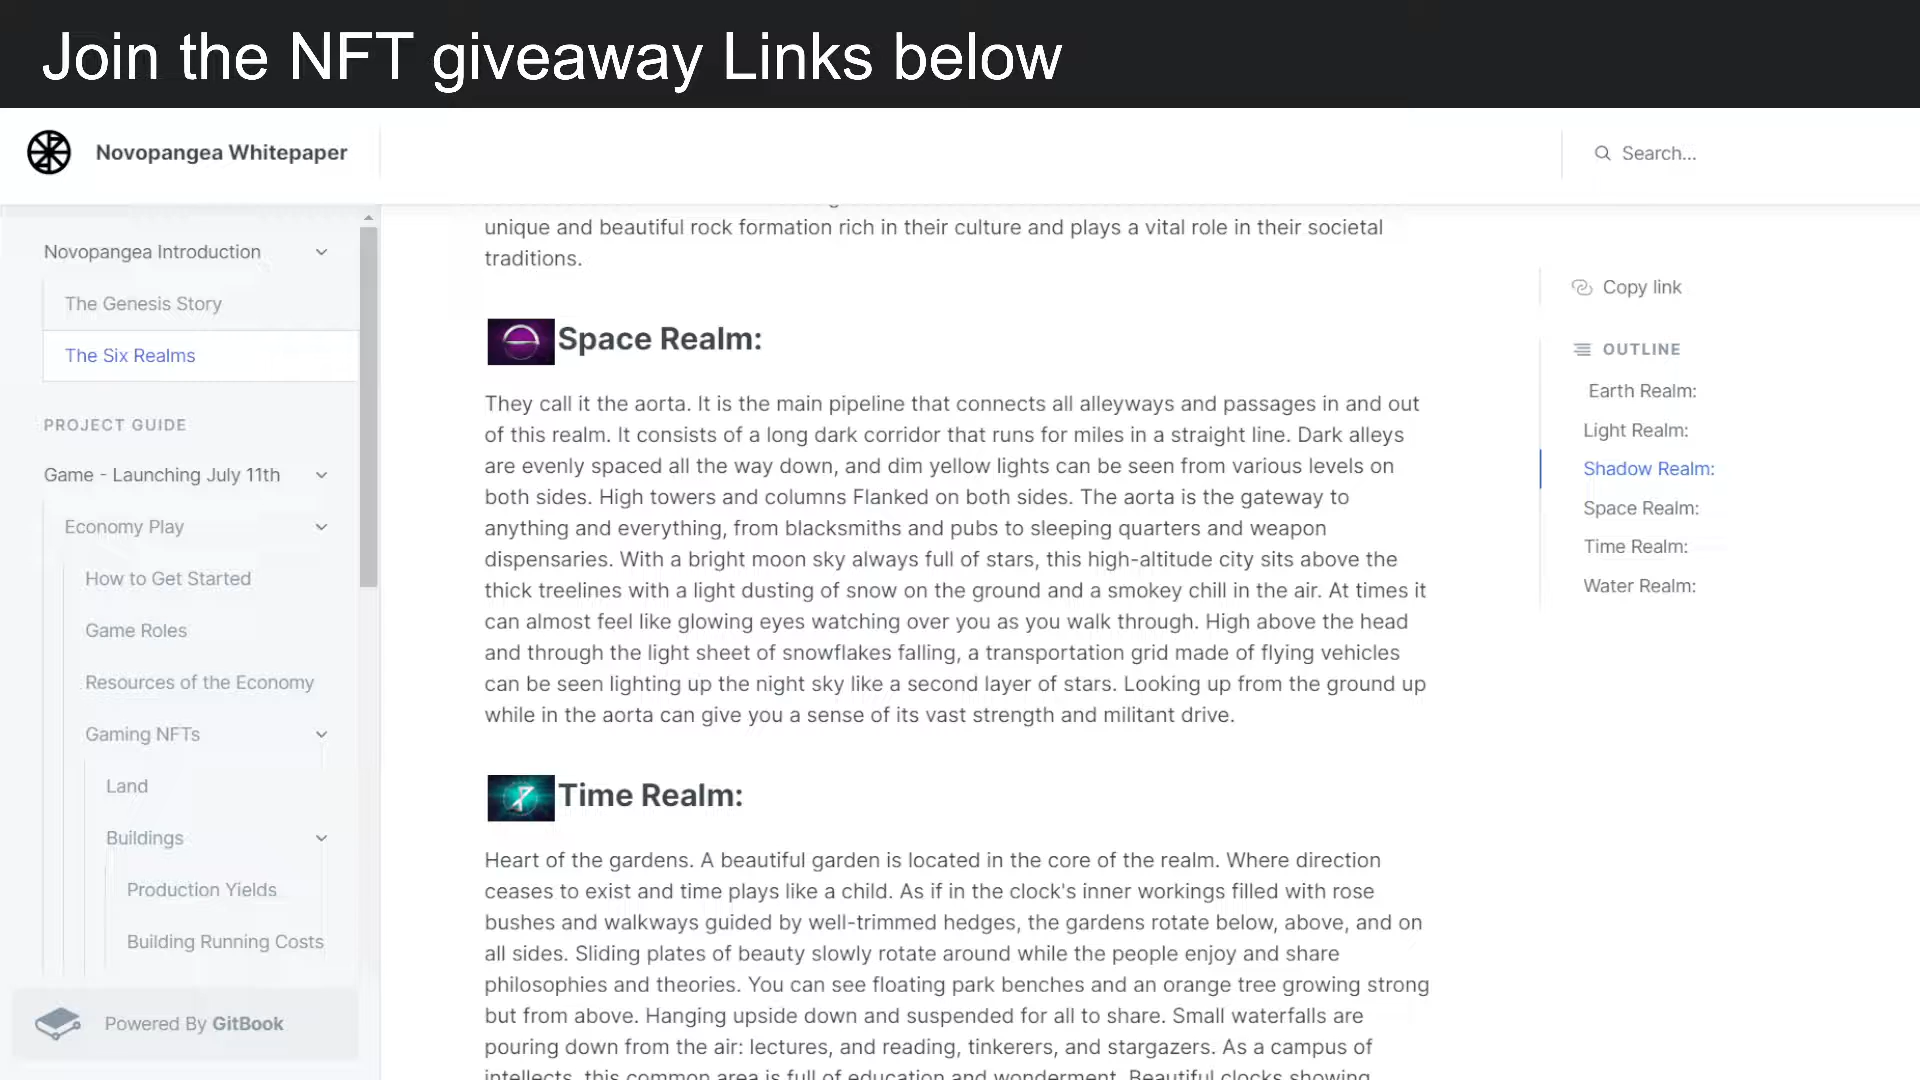 Join the NFT giveaway Links below
Novopangea Whitepaper
Search...
Novopangea Introduction
The Genesis Story
The Six Realms
PROJECT GUIDE
Game - Launching July 11th
Economy Play
How to Get Started
Game Roles
Resources of the Economy
Gaming NFTs
Land
Buildings
Production Yields
Building Running Costs
Powered By GitBook
unique and beautiful rock formation rich in their culture and plays a vital role in their societal
traditions.
Space Realm:
They call it the aorta. It is the main pipeline that connects all alleyways and passages in and out
of this realm. It consists of a long dark corridor that runs for miles in a straight line. Dark alleys
are evenly spaced all the way down, and dim yellow lights can be seen from various levels on
both sides. High towers and columns Flanked on both sides. The aorta is the gateway to
anything and everything, from blacksmiths and pubs to sleeping quarters and weapon
dispensaries. With a bright moon sky always full of stars, this high-altitude city sits above the
thick treelines with a light dusting of snow on the ground and a smokey chill in the air. At times it
can almost feel like glowing eyes watching over you as you walk through. High above the head
and through the light sheet of snowflakes falling, a transportation grid made of flying vehicles
can be seen lighting up the night sky like a second layer of stars. Looking up from the ground up
while in the aorta can give you a sense of its vast strength and militant drive.
Time Realm:
Heart of the gardens. A beautiful garden is located in the core of the realm. Where direction
ceases to exist and time plays like a child. As if in the clock's inner workings filled with rose
bushes and walkways guided by well-trimmed hedges, the gardens rotate below, above, and on
all sides. Sliding plates of beauty slowly rotate around while the people enjoy and share
philosophies and theories. You can see floating park benches and an orange tree growing strong
but from above. Hanging upside down and suspended for all to share. Small waterfalls are
pouring down from the air: lectures, and reading, tinkerers, and stargazers. As a campus of
intellects, this common area is full of education and wonderment. Beautiful clocks showing
Copy link
OUTLINE
Earth Realm:
Light Realm:
Shadow Realm:
Space Realm:
Time Realm:
Water Realm: